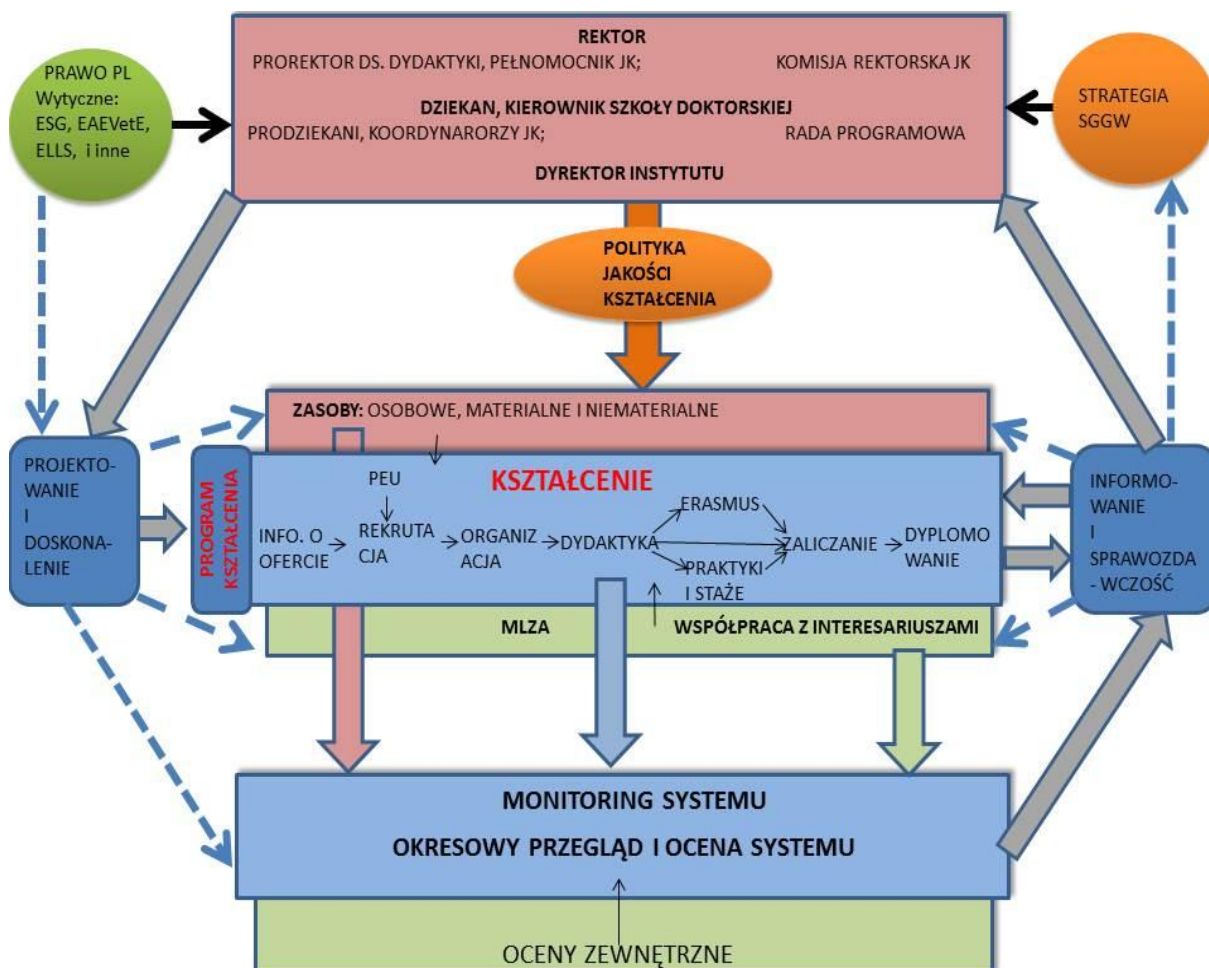 REKTOR
PROREKTOR DS. DYDAKTYKI, PEŁNOMOCNIK JK; KOMISJA REKTORSKA JK
DZIEKAN, KIEROWNIK SZKOŁY DOKTORSKIEJ
PRODZIEKANI, KOORDYNARORZY JK; RADA PROGRAMOWA
DYREKTOR INSTYTUTU
PRAWO PL
Wytyczne:
ESG, EAEVetE,
ELLS, i inne
STRATEGIA
SGGW
POLITYKA
JAKOŚCI
KSZTAŁCENIA
ZASOBY: OSOBOWE, MATERIALNE I NIEMATERIALNE
PROJEKTO-
WANIE
I
DOSKONA-
LENIE
PROGRAM
KSZTAŁCENIA
KSZTAŁCENIE
PEU
INFO. O
OFERCIE
REKRUTA
CJA
ORGANIZ
ACJA
DYDAKTYKA
ERASMUS
PRAKTYKI
I STAŻE
ZALICZANIE
DYPLOMO
WANIE
INFORMO-
WANIE
I
SPRAWOZDA
- WCZOŚĆ
MLZA
WSPÓŁPRACA Z INTERESARIUSZAMI
MONITORING SYSTEMU
OKRESOWY PRZEGLĄD I OCENA SYSTEMU
OCENY ZEWNĘTRZNE